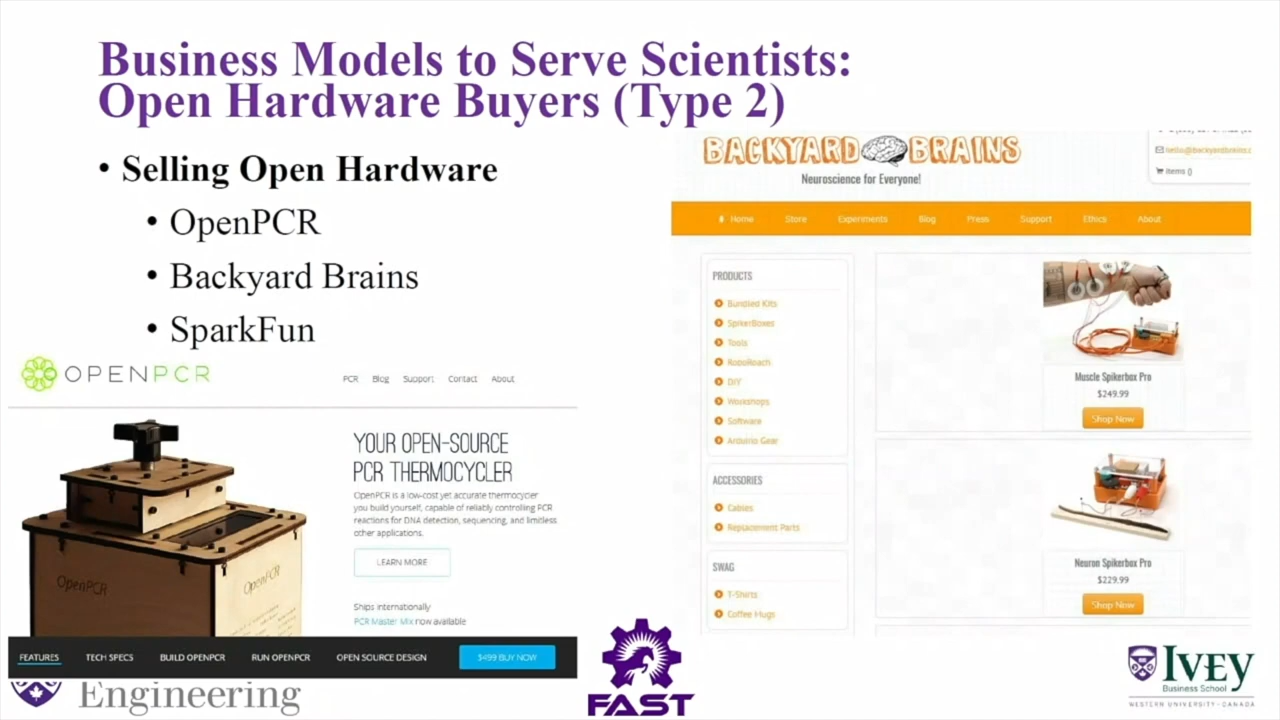 Business Models to Serve Scientists:
Open Hardware Buyers (Type 2)
• Selling Open Hardware
• OpenPCR
• Backyard Brains
• SparkFun
OPENPCR
PCR Blog Support Contact About
YOUR OPEN-SOURCE
PCR THERMOCYCLER
OpenPCR is a low-cost yet accurate thermocycler
you build yourself, capable of reliably controlling PCR
reactions for DNA detection, sequencing, and limitless
other applications.
LEARN MORE
Ships internationally
PCR Master Mix now available
OpenPCR
OpenPCR
FEATURES TECH SPECS BUILD OPENPCR RUN OPENPCR OPEN SOURCE DESIGN $499 BUY NOW
BACKYARD BRAINS
Neuroscience for Everyone!
Items ()
Home Store Experiments Blog Press Support Ethics About
PRODUCTS
Bundled Kits
SpikerBoxes
Tools
RoboRoach
DIY
Workshops
Software
Arduino Gear
ACCESSORIES
Cables
Replacement Parts
SWAG
T-Shirts
Coffee Mugs
Muscle Spikerbox Pro
$249.99
Shop Now
Neuron Spikerbox Pro
$229.99
Shop Now
Engineering
FAST
IVEY
Business School
WESTERN UNIVERSITY · CANADA